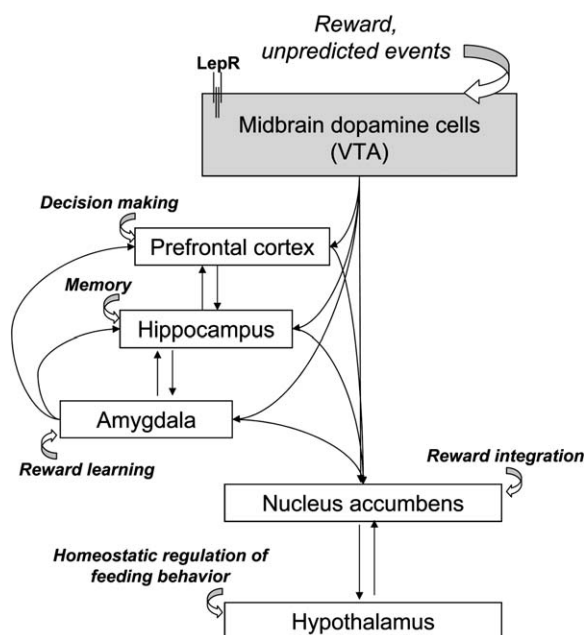 Reward,
unpredicted events
LepR
Midbrain dopamine cells
(VTA)
Decision making
Prefrontal cortex
Memory
Hippocampus
Amygdala
Reward learning
Reward integration
Nucleus accumbens
Homeostatic regulation of
feeding behavior
Hypothalamus